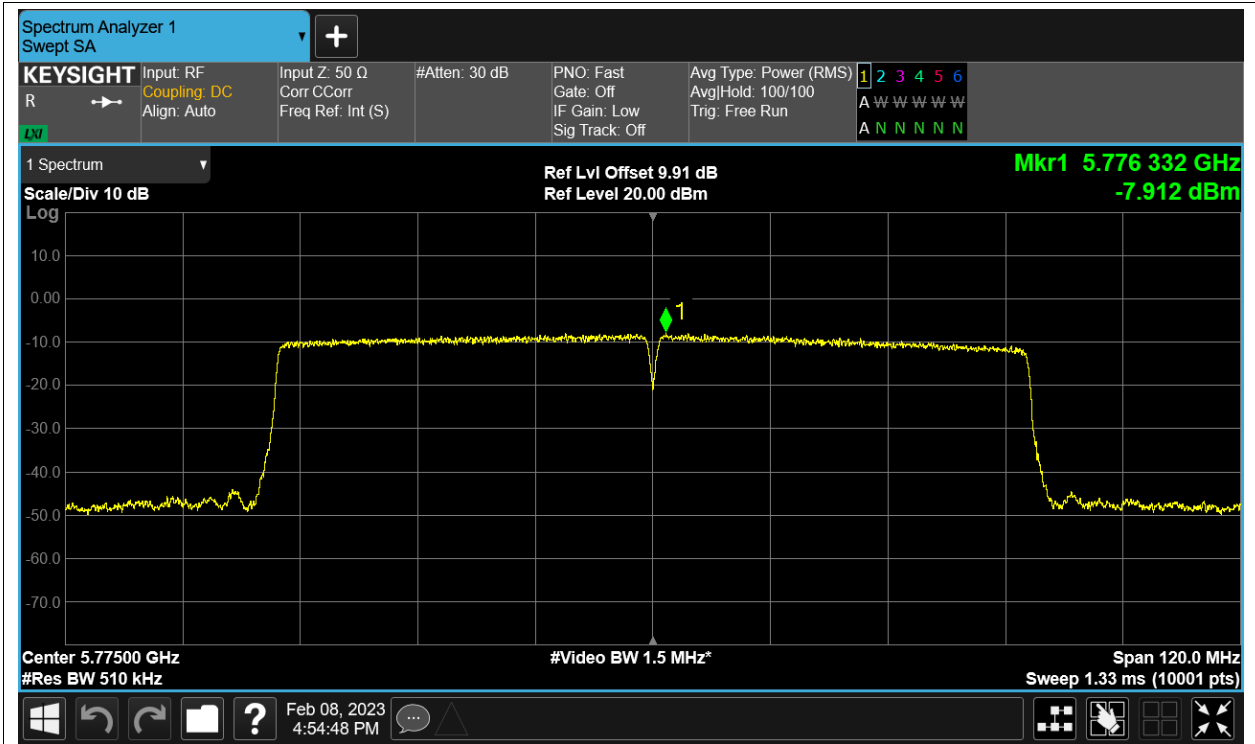 Spectrum Analyzer 1
Swept SA
KEYSIGHT
R
LXI
Input: RF
Coupling: DC
Align: Auto
Input Z: 50 Ω
Corr CCorr
Freq Ref: Int (S)
#Atten: 30 dB
PNO: Fast
Gate: Off
IF Gain: Low
Sig Track: Off
Avg Type: Power (RMS)
Avg|Hold: 100/100
Trig: Free Run
1 2 3 4 5 6
A W W W W W
A N N N N N
1 Spectrum
Scale/Div 10 dB
Ref Lvl Offset 9.91 dB
Ref Level 20.00 dBm
Mkr1 5.776 332 GHz
-7.912 dBm
Log
10.0
0.00
-10.0
-20.0
-30.0
-40.0
-50.0
-60.0
-70.0
1
Center 5.77500 GHz
#Res BW 510 kHz
#Video BW 1.5 MHz*
Span 120.0 MHz
Sweep 1.33 ms (10001 pts)
?
Feb 08, 2023
4:54:48 PM